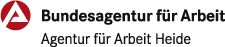 Bundesagentur für Arbeit
Agentur für Arbeit Heide